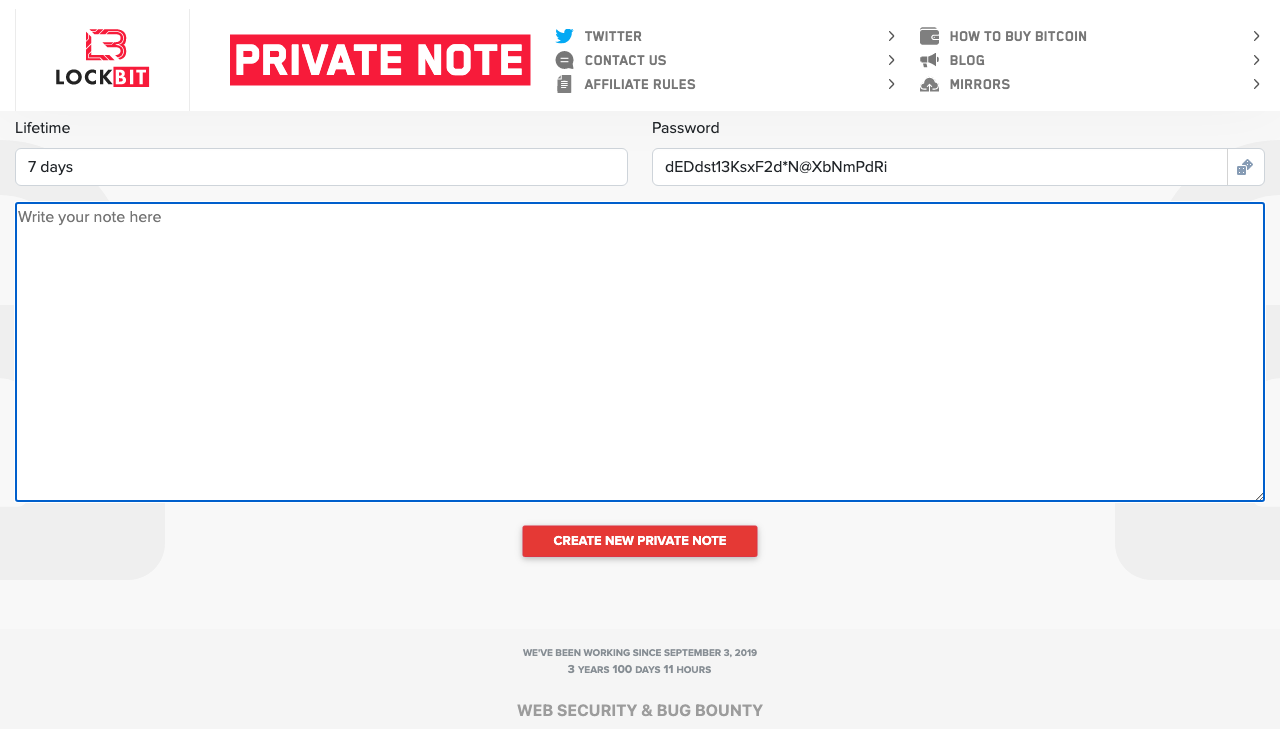 LOCKBIT
PRIVATE NOTE
TWITTER
CONTACT US
AFFILIATE RULES
HOW TO BUY BITCOIN
BLOG
MIRRORS
Lifetime
7 days
Password
dEDdst13KsxF2d*N@XbNmPdRi
Write your note here
CREATE NEW PRIVATE NOTE
WE'VE BEEN WORKING SINCE SEPTEMBER 3, 2019
3 YEARS 100 DAYS 11 HOURS
WEB SECURITY & BUG BOUNTY